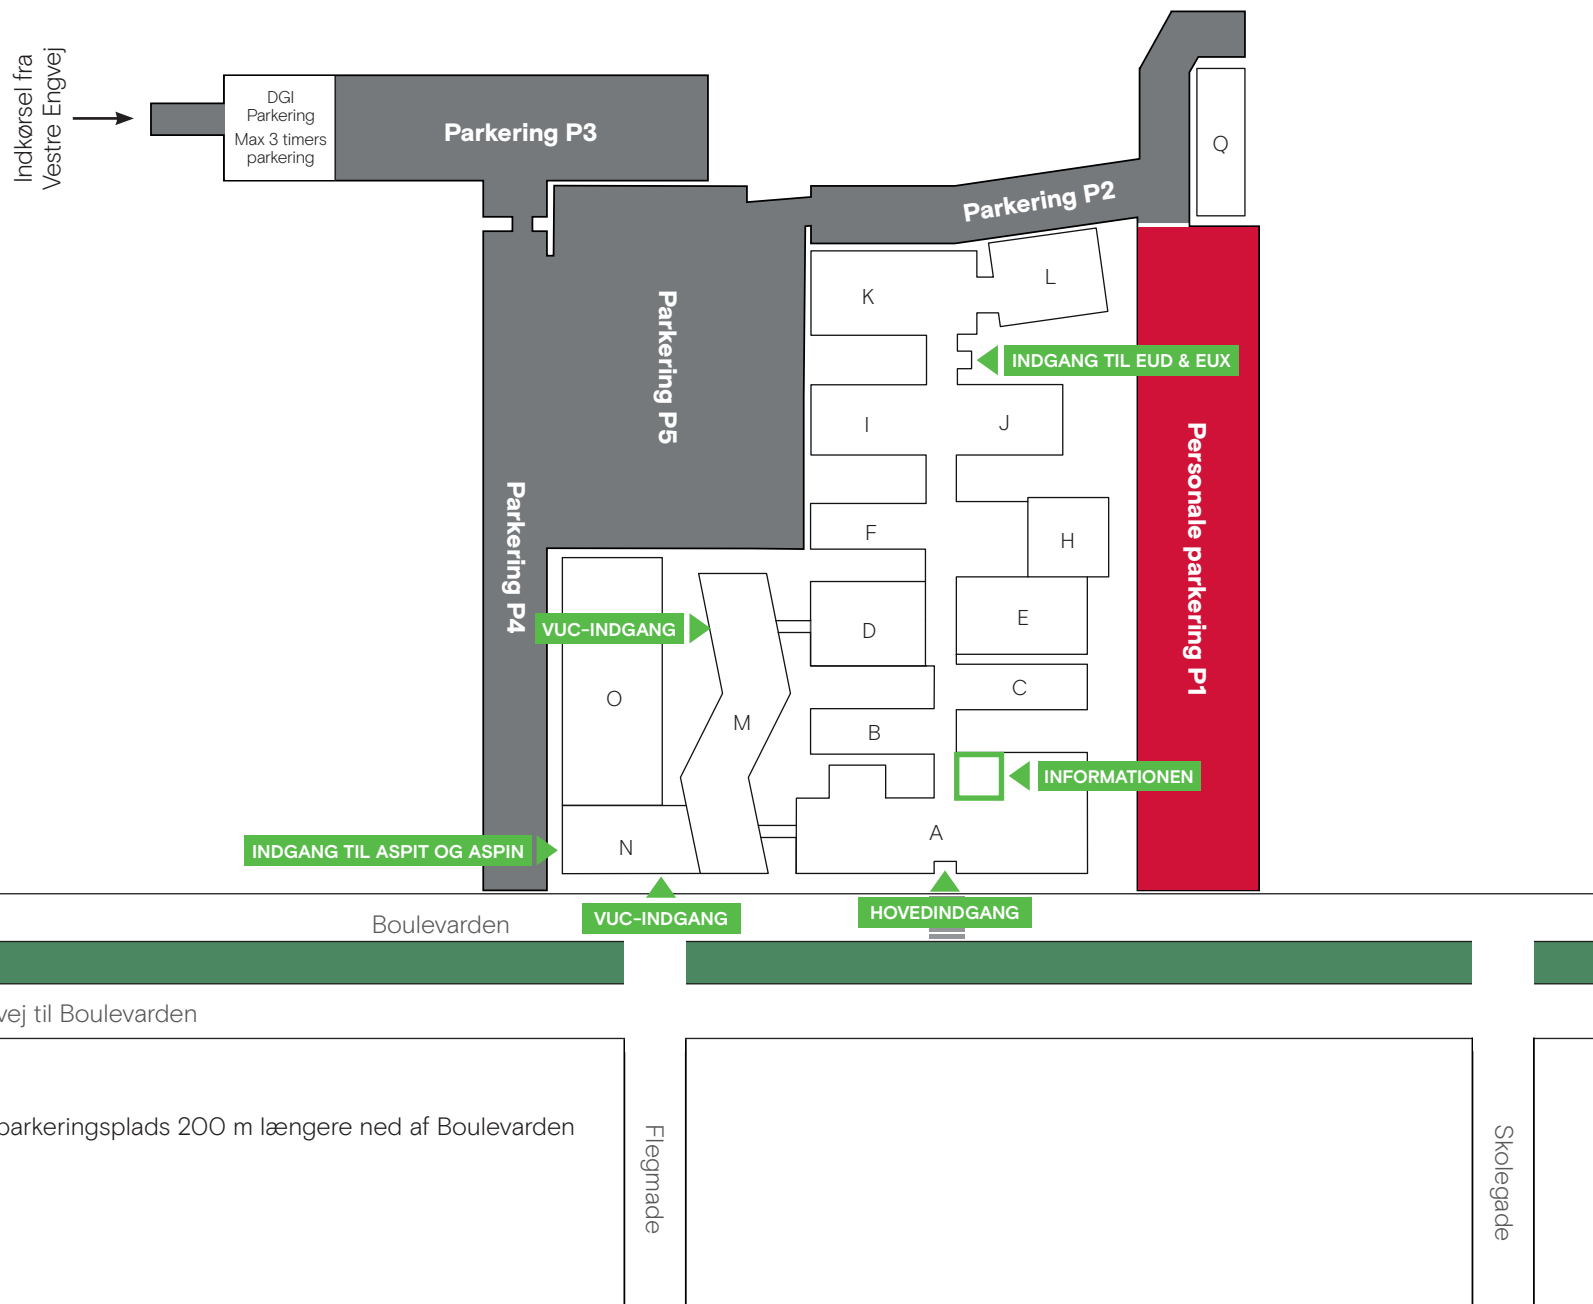 Indkørsel fra
Vestre Engvej
DGI
Parkering
Max 3 timers
parkering
Parkering P3
Parkering P2
Q
K
L
Parkering P5
INDGANG TIL EUD & EUX
I
J
Personale parkering P1
Parkering P4
F
H
VUC-INDGANG
D
E
O
C
M
B
INFORMATIONEN
A
N
INDGANG TIL ASPIT OG ASPIN
VUC-INDGANG
HOVEDINDGANG
Boulevarden
vej til Boulevarden
parkeringsplads 200 m længere ned af Boulevarden
Flegmade
Skolegade